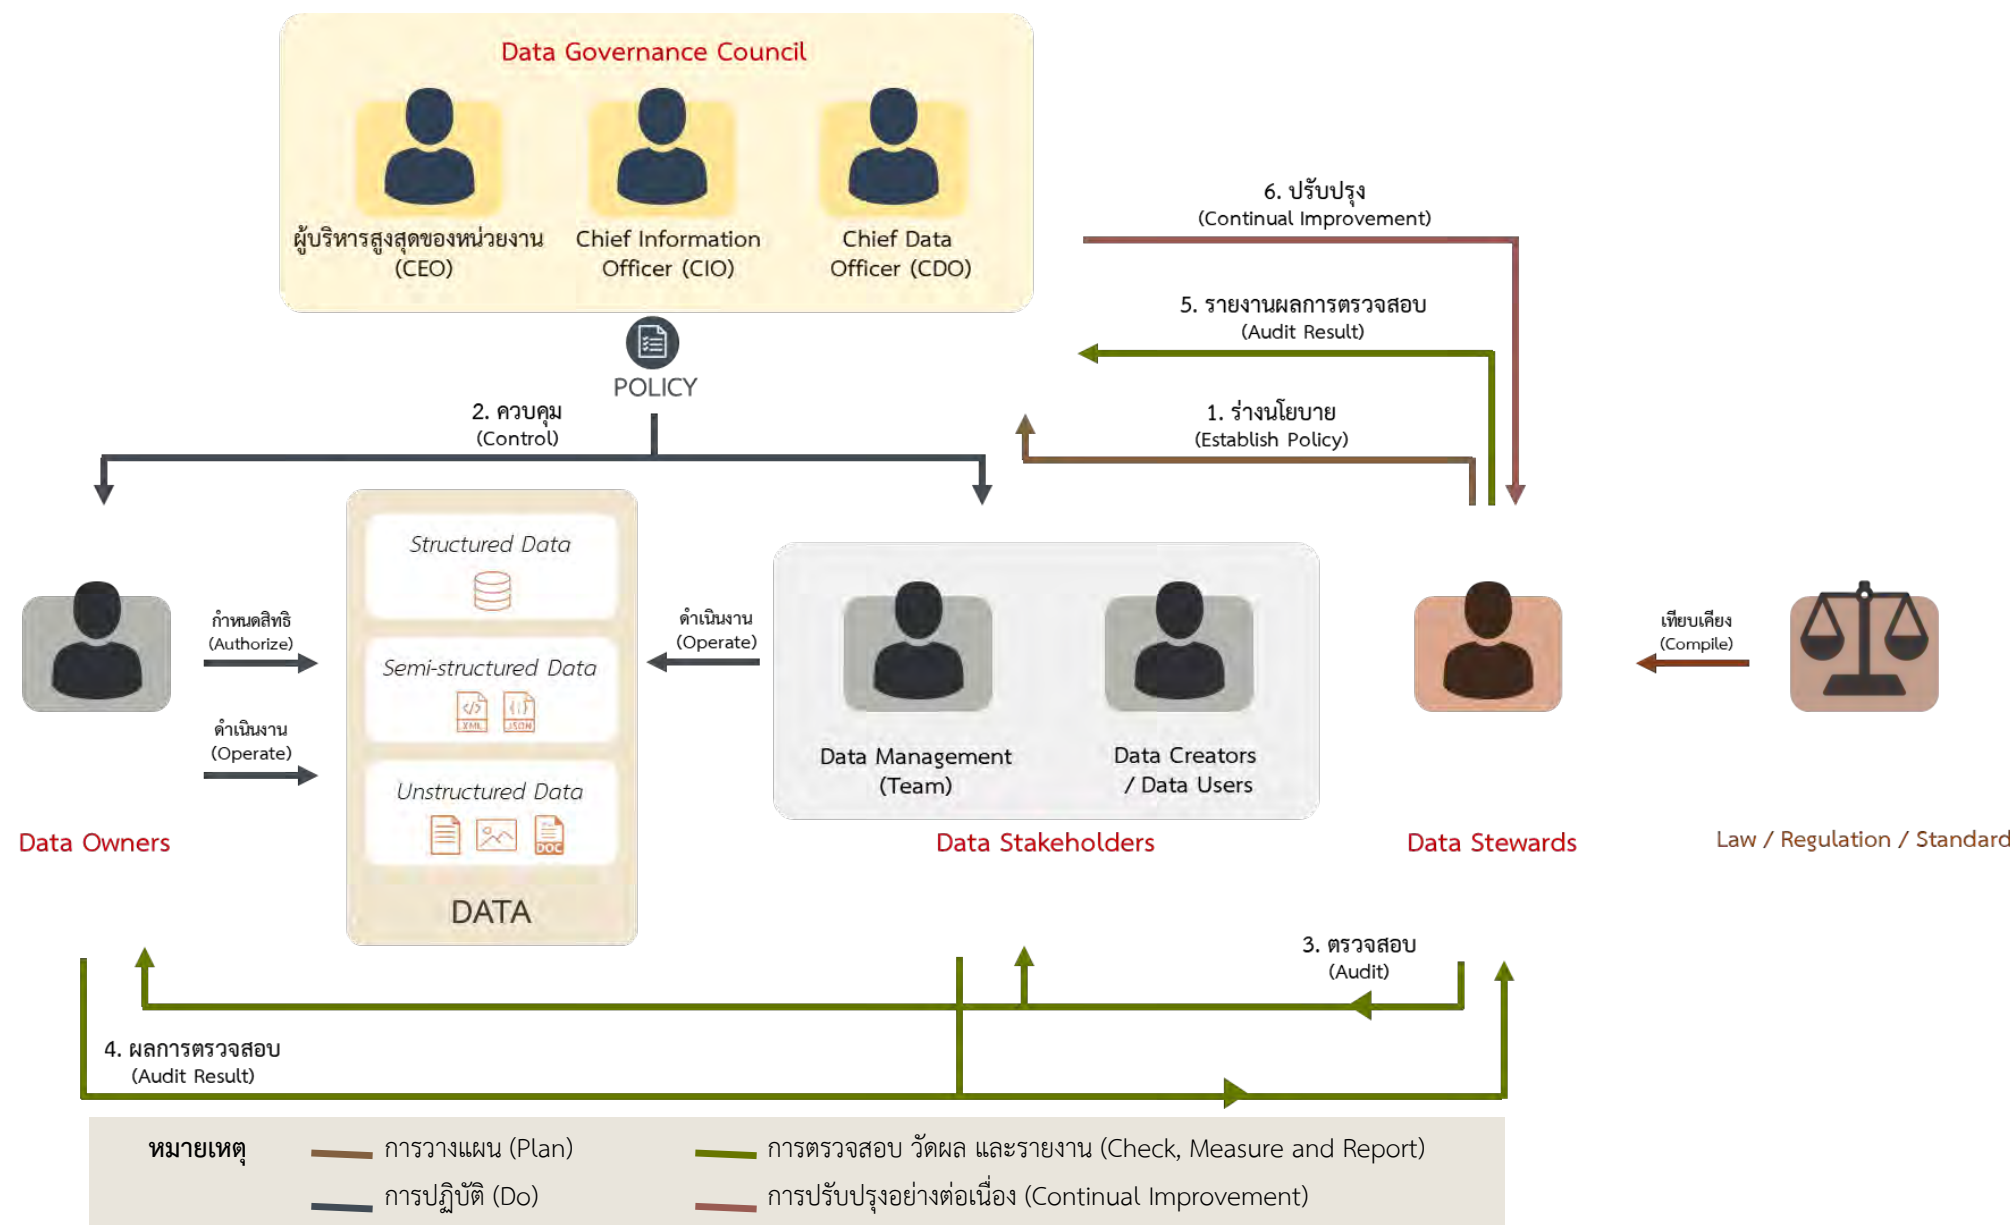 Data Governance Council
ผู้บริหารสูงสุดของหน่วยงาน
(CEO)
Chief Information
Officer (CIO)
Chief Data
Officer (CDO)
6. ปรับปรุง
(Continual Improvement)
5. รายงานผลการตรวจสอบ
(Audit Result)
POLICY
2. ควบคุม
(Control)
1. ร่างนโยบาย
(Establish Policy)
กำหนดสิทธิ
(Authorize)
ดำเนินงาน
(Operate)
Data Owners
Structured Data
Semi-structured Data
XML
JSON
Unstructured Data
DOC
DATA
ดำเนินงาน
(Operate)
Data Management
(Team)
Data Creators
/ Data Users
Data Stakeholders
Data Stewards
เทียบเคียง
(Compile)
Law / Regulation / Standard
3. ตรวจสอบ
(Audit)
4. ผลการตรวจสอบ
(Audit Result)
หมายเหตุ
การวางแผน (Plan)
การตรวจสอบ วัดผล และรายงาน (Check, Measure and Report)
การปฏิบัติ (Do)
การปรับปรุงอย่างต่อเนื่อง (Continual Improvement)